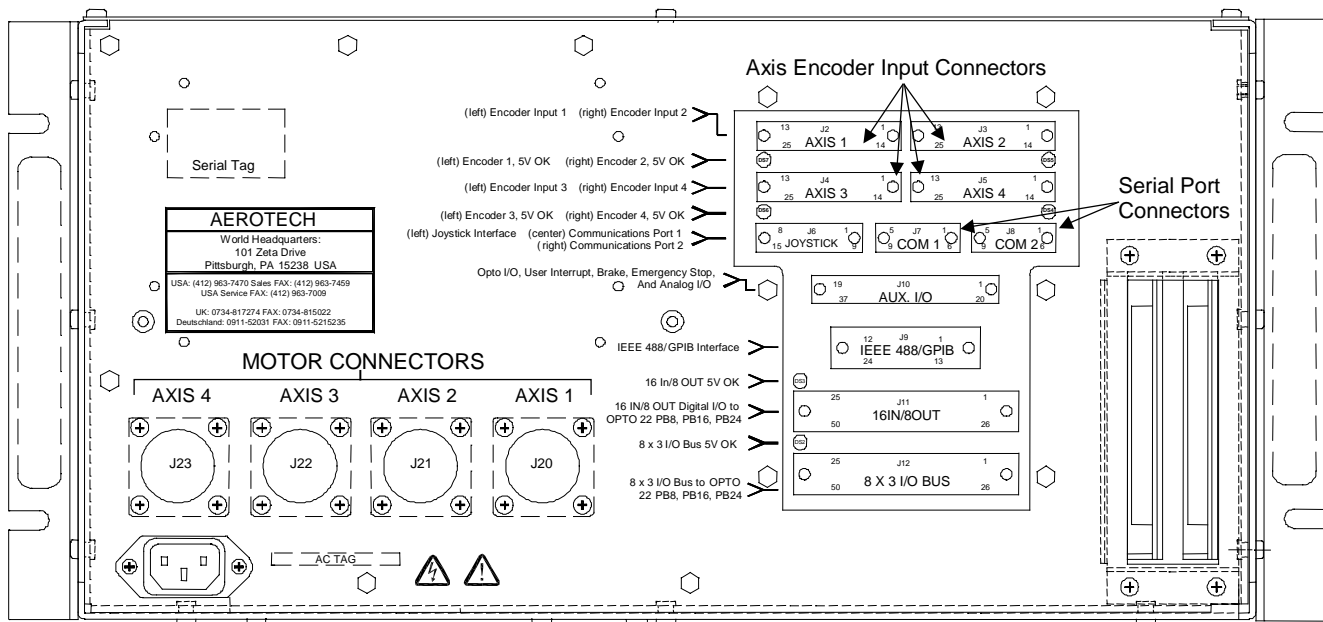 Axis Encoder Input Connectors
(left) Encoder Input 1 (right) Encoder Input 2
13 J2 1
AXIS 1
25 14
13 J3 1
AXIS 2
25 14
Serial Tag
(left) Encoder 1, 5V OK (right) Encoder 2, 5V OK
DS7
DS5
(left) Encoder Input 3 (right) Encoder Input 4
13 J4 1
AXIS 3
25 14
13 J5 1
AXIS 4
25 14
Serial Port
Connectors
(left) Encoder 3, 5V OK (right) Encoder 4, 5V OK
DS6
DS4
(left) Joystick Interface (center) Communications Port 1
(right) Communications Port 2
8 J6 1
JOYSTICK
15 9
5 J7 1
COM 1
9 6
5 J8 1
COM 2
9 6
AEROTECH
World Headquarters:
101 Zeta Drive
Pittsburgh, PA 15238 USA
USA: (412) 963-7470 Sales FAX: (412) 963-7459
USA Service FAX: (412) 963-7009
UK: 0734-817274 FAX: 0734-815022
Deutschland: 0911-52031 FAX: 0911-5215235
Opto I/O, User Interrupt, Brake, Emergency Stop,
And Analog I/O
19 J10 1
AUX. I/O
37 20
IEEE 488/GPIB Interface
12 J9 1
IEEE 488/GPIB
24 13
MOTOR CONNECTORS
AXIS 4 AXIS 3 AXIS 2 AXIS 1
J23 J22 J21 J20
16 In/8 OUT 5V OK
DS3
16 IN/8 OUT Digital I/O to
OPTO 22 PB8, PB16, PB24
25 J11 1
16IN/8OUT
50 26
8 x 3 I/O Bus 5V OK
DS2
8 x 3 I/O Bus to OPTO
22 PB8, PB16, PB24
25 J12 1
8 X 3 I/O BUS
50 26
AC TAG